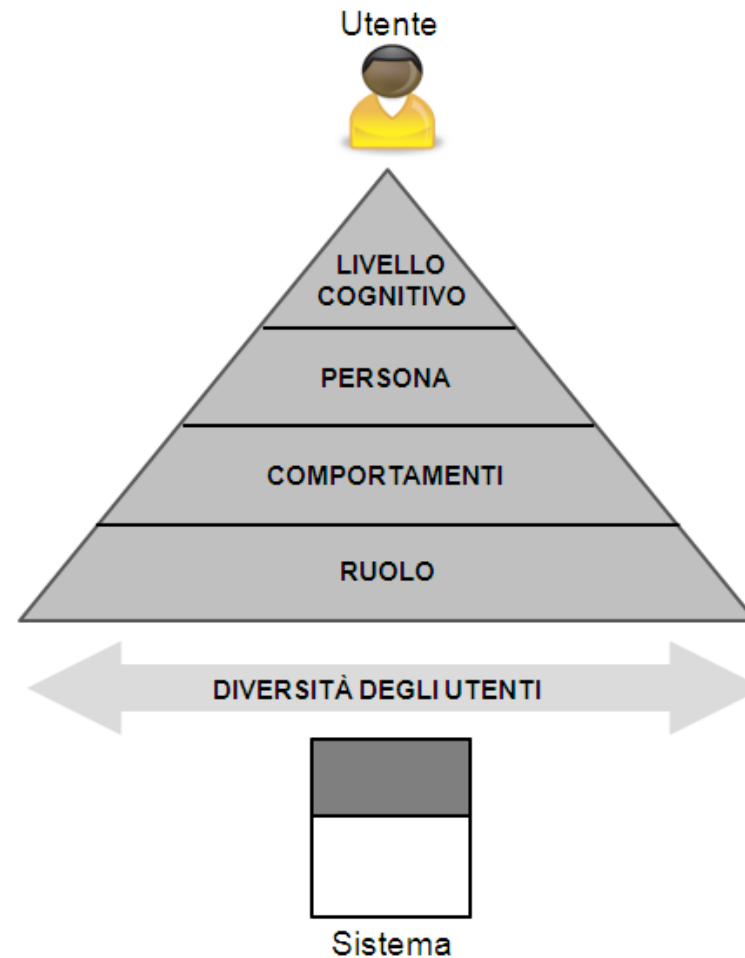 Utente
LIVELLO
COGNITIVO
PERSONA
COMPORTAMENTI
RUOLO
DIVERSITÀ DEGLI UTENTI
Sistema